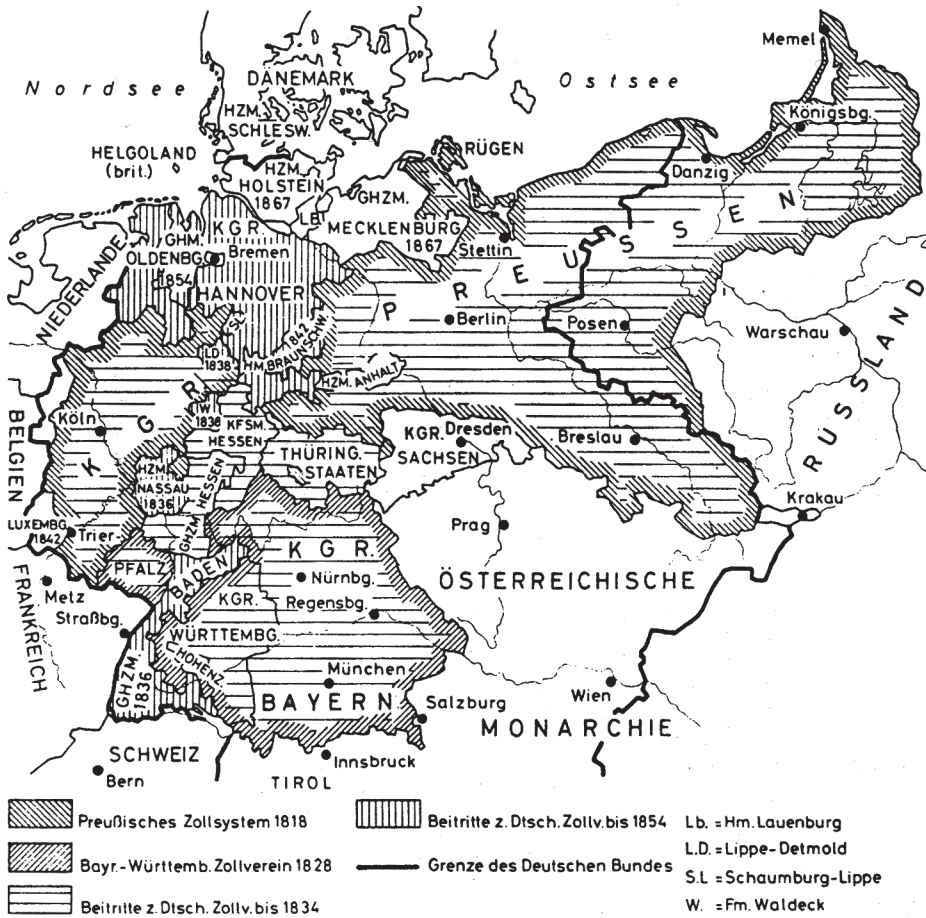 Memel
Nordsee
Ostsee
DÄNEMARK
HZM.
SCHLESW.
Königsbg.
HELGOLAND
(brit.)
RÜGEN
HZM.
HOLSTEIN
1867
Danzig
GHZM.
MECKLENBURG
1867
LB.
KGR.
HANNOVER
Stettin
GHM.
OLDENBG.
1854
Bremen
NIEDERLANDE
PREUSSEN
Berlin
Posen
Warschau
RUSSLAND
S.L.
LD
1838
HM. BRAUNSCHW.
1842
HZM. ANHALT
W
1838
KFSM.
HESSEN
KGR.
Köln
BELGIEN
THÜRING.
STAATEN
KGR.
SACHSEN
Dresden
Breslau
HZM.
NASSAU
1836
GHZM. HESSEN
Krakau
LUXEMBG.
1842
Trier
Prag
PFALZ
BADEN
KGR.
Nürnbg.
ÖSTERREICHISCHE
FRANKREICH
Metz
KGR.
Regensbg.
Straßbg.
WÜRTTEMBG.
HOHENZ.
GHZM.
1836
München
BAYERN
Salzburg
Wien
MONARCHIE
SCHWEIZ
Bern
Innsbruck
TIROL
Preußisches Zollsystem 1818
Bayr.-Württemb. Zollverein 1828
Beitritte z. Dtsch. Zollv. bis 1834
Beitritte z. Dtsch. Zollv. bis 1854
Grenze des Deutschen Bundes
Lb. = Hm. Lauenburg
L.D. = Lippe-Detmold
S.L = Schaumburg-Lippe
W. = Fm. Waldeck